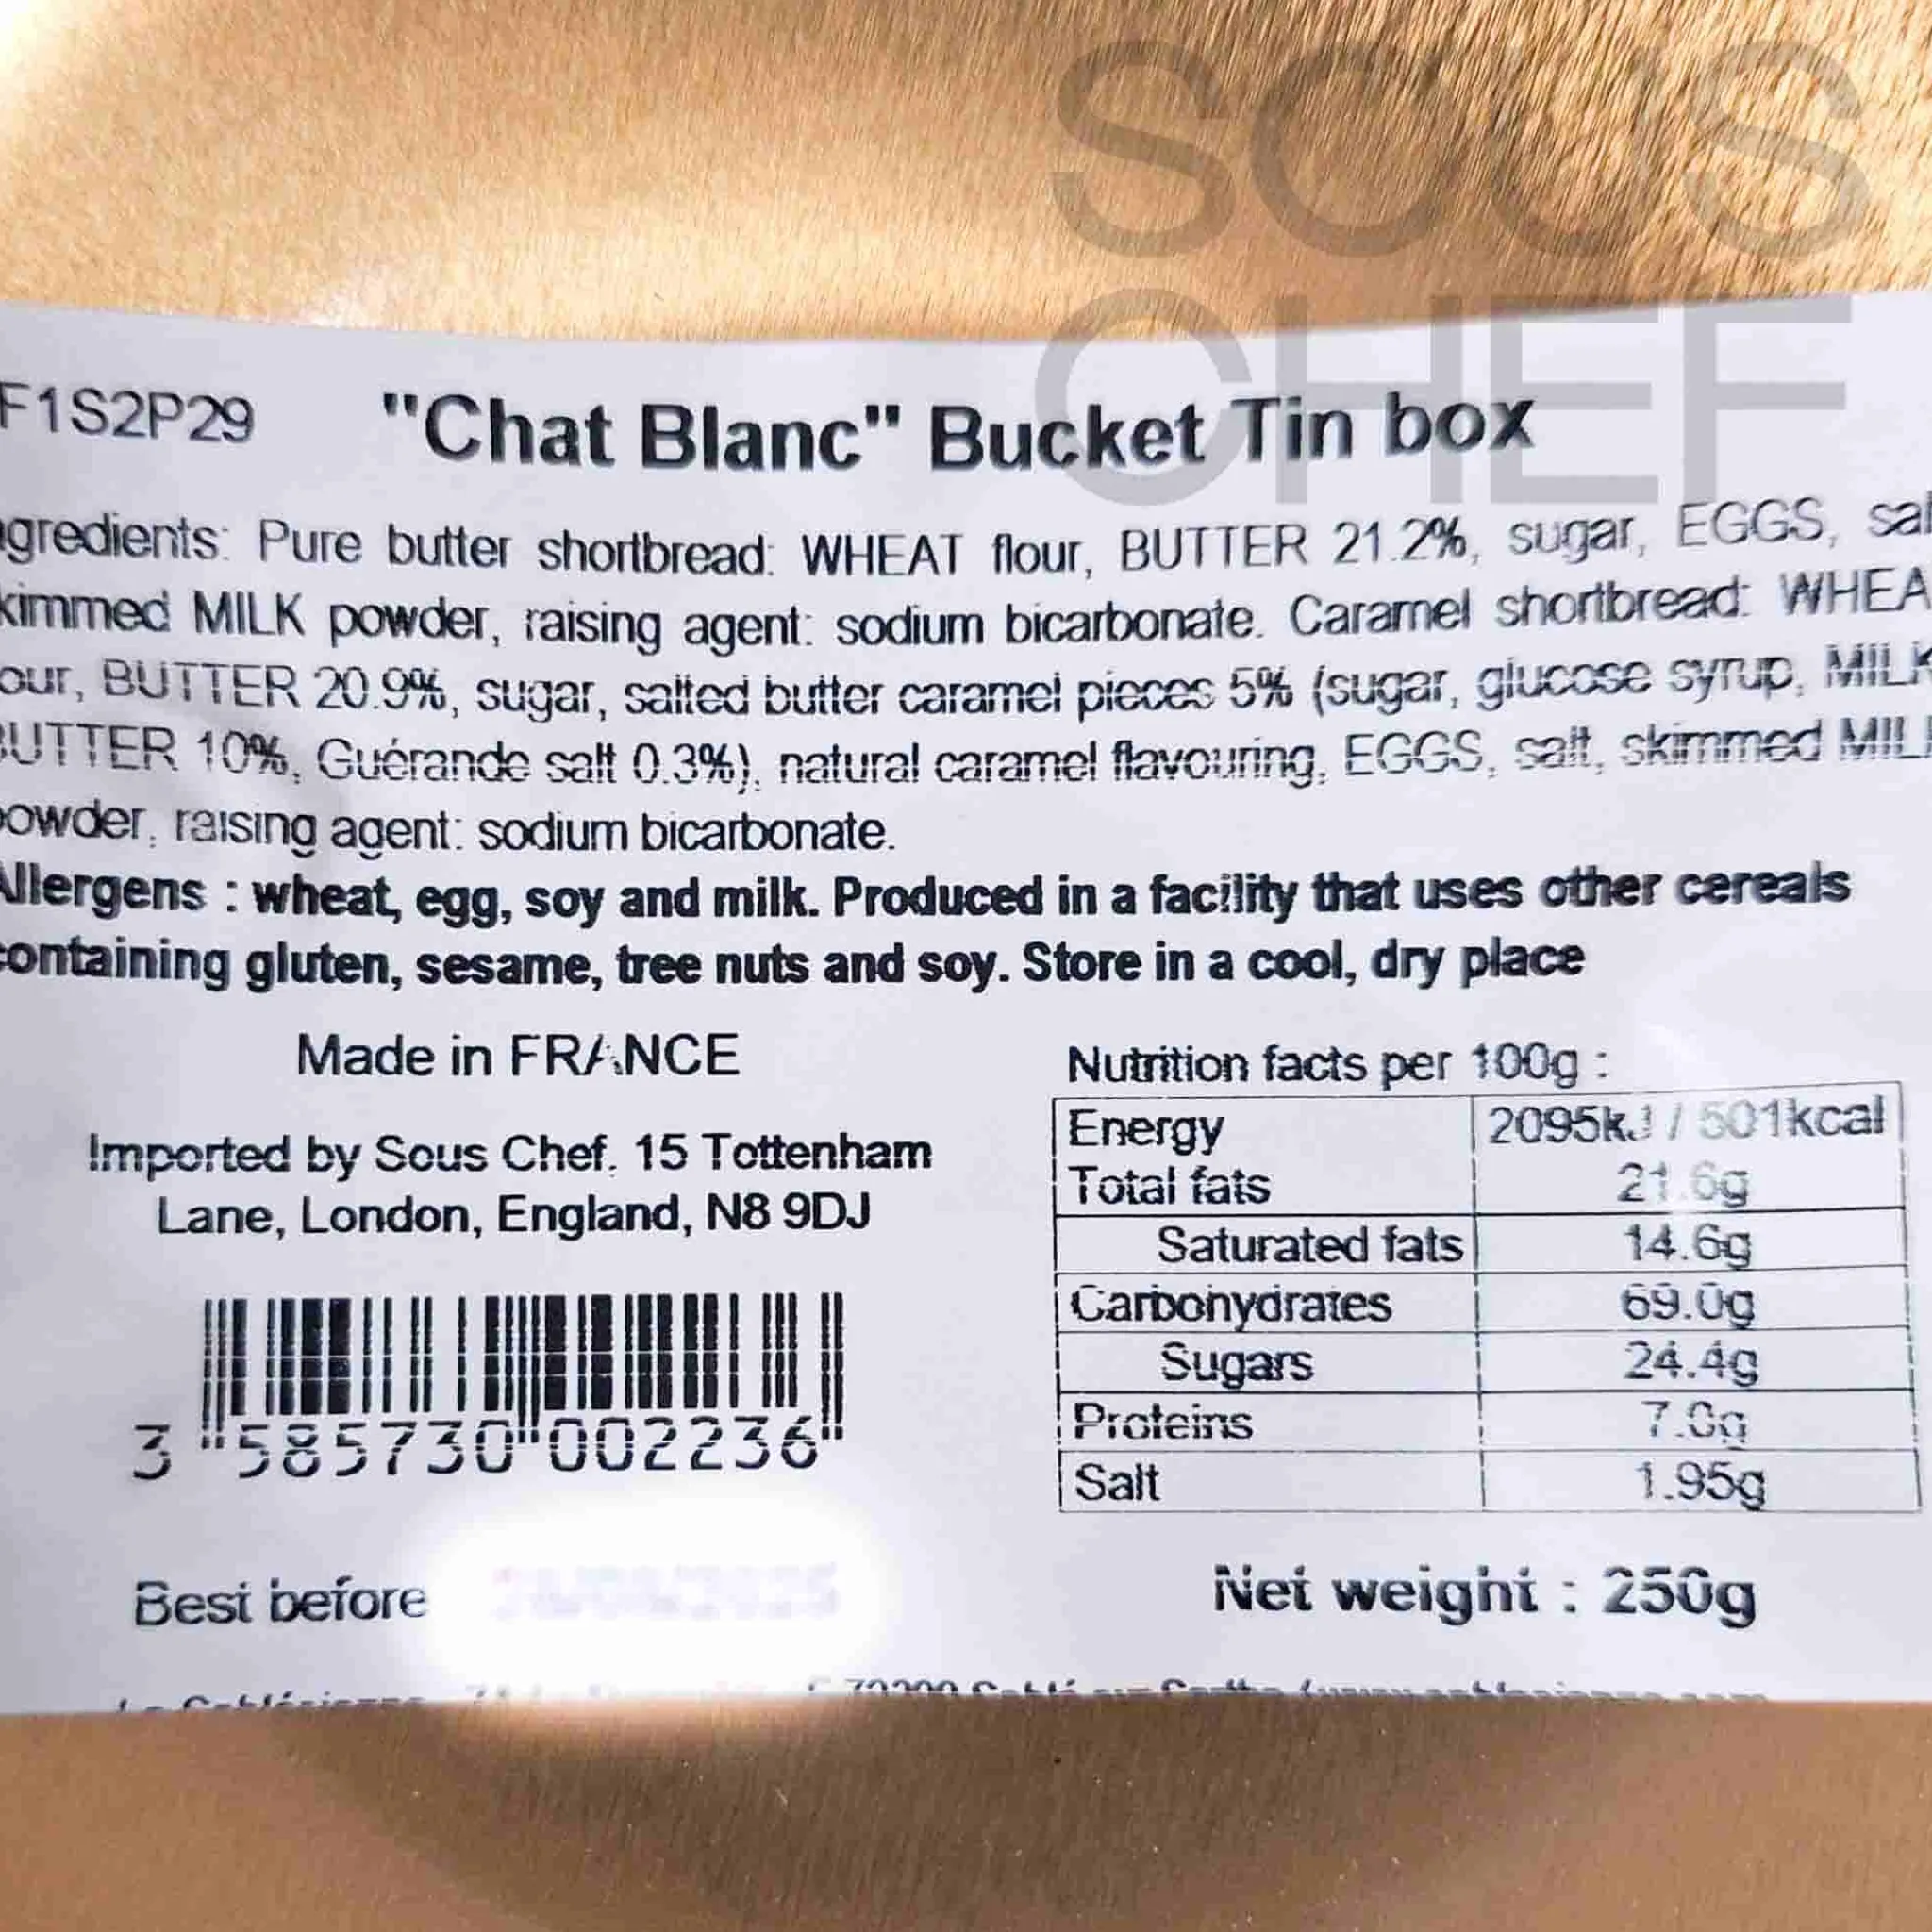 SOUS
CHEF
F1S2P29 "Chat Blanc" Bucket Tin box
gredients: Pure butter shortbread: WHEAT flour, BUTTER 21.2%, sugar, EGGS, sal
kimmed MILK powder, raising agent: sodium bicarbonate. Caramel shortbread: WHEA
our, BUTTER 20.9%, sugar, salted butter caramel pieces 5% (sugar, glucose syrup, MILK
BUTTER 10%, Guérande salt 0.3%), natural caramel flavouring, EGGS, salt, skimmed MILK
powder, raising agent: sodium bicarbonate.
Allergens : wheat, egg, soy and milk. Produced in a facility that uses other cereals
containing gluten, sesame, tree nuts and soy. Store in a cool, dry place
Made in FRANCE
Imported by Sous Chef. 15 Tottenham
Lane, London, England, N8 9DJ
3 585730 002236
Nutrition facts per 100g :
Energy 2095kJ / 501kcal
Total fats 21.6g
Saturated fats 14.6g
Carbohydrates 69.0g
Sugars 24.4g
Proteins 7.0g
Salt 1.95g
Best before
Net weight : 250g